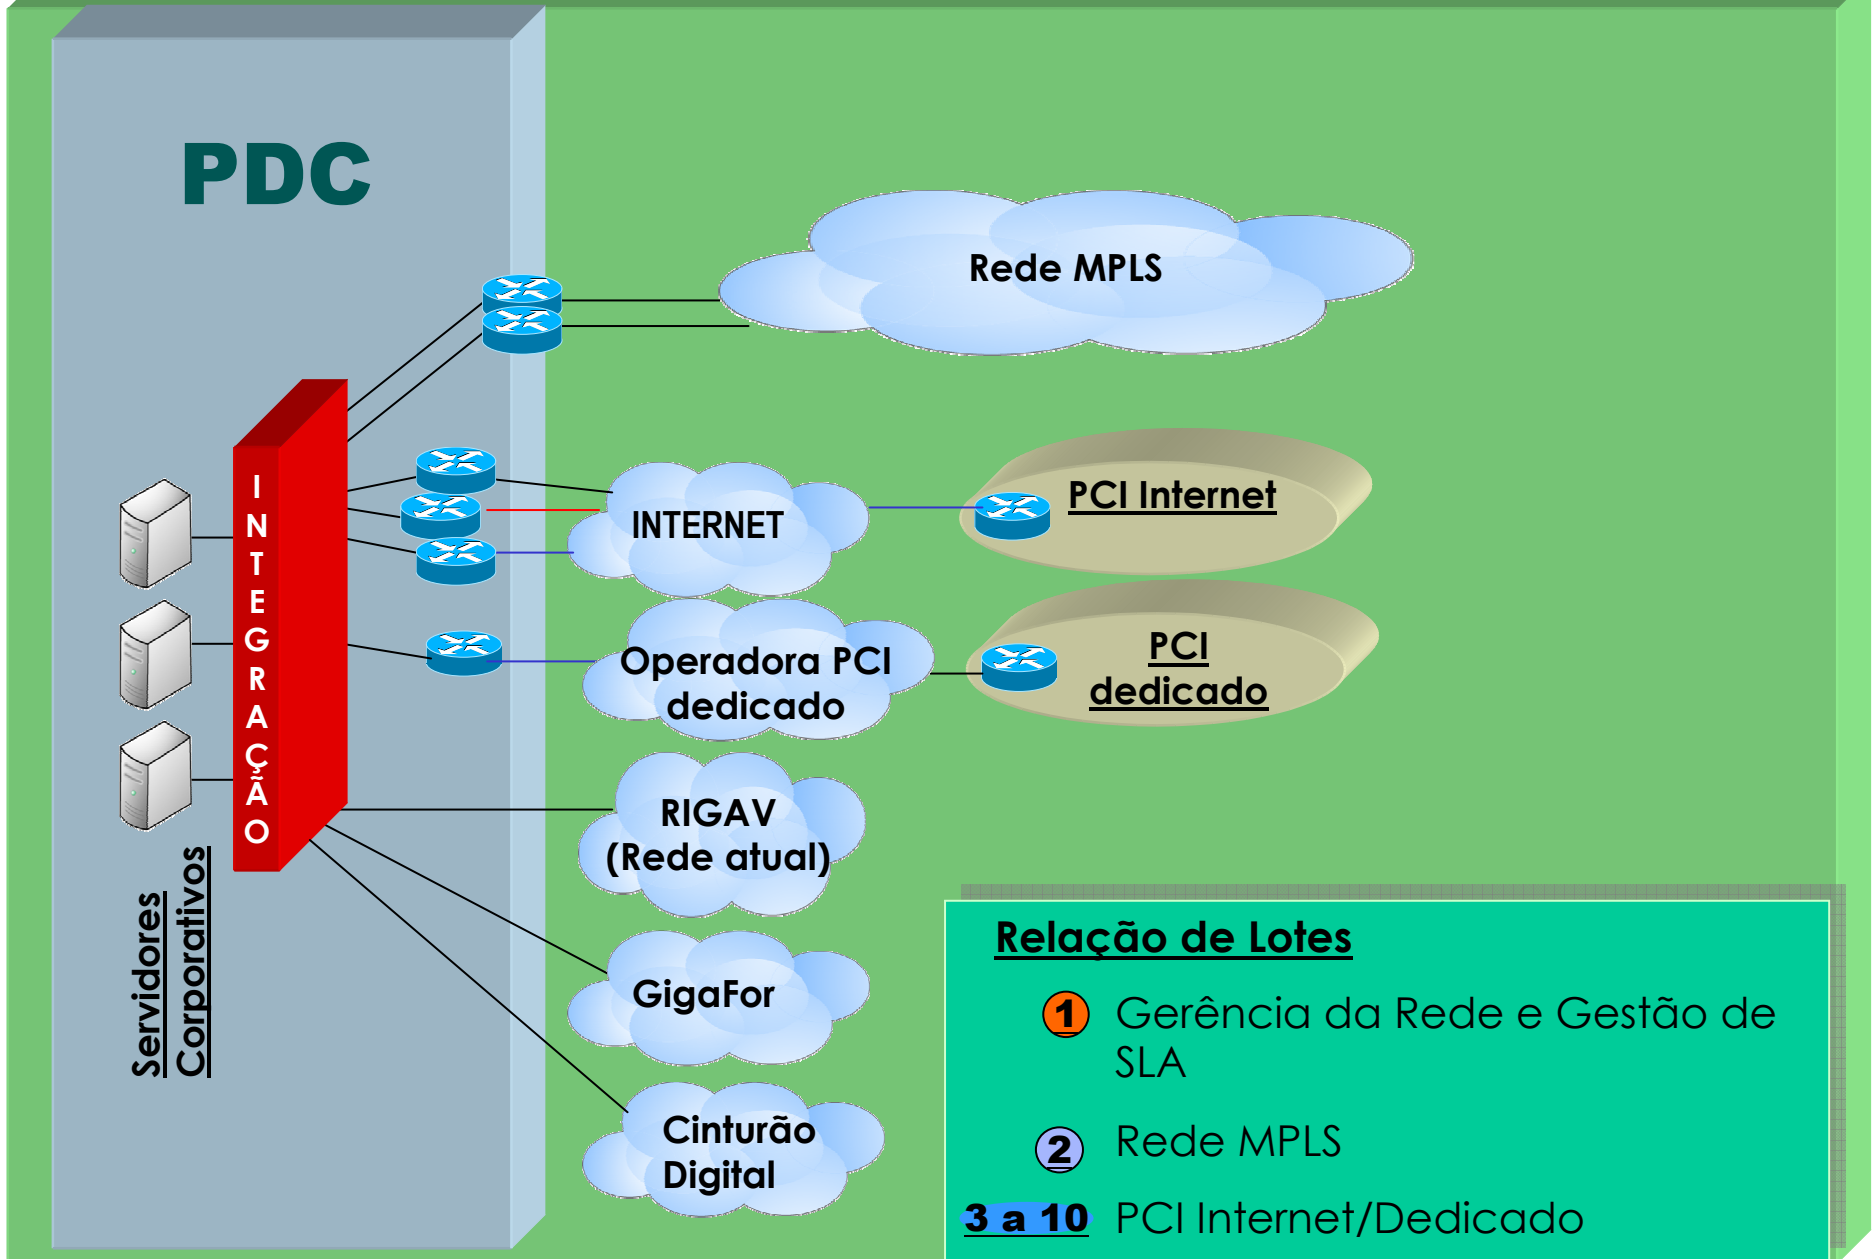 PDC
Rede MPLS
INTEGRAÇÃO
PCI Internet
INTERNET
Operadora PCI
dedicado
PCI
dedicado
RIGAV
(Rede atual)
Servidores
Corporativos
GigaFor
Cinturão
Digital
Relação de Lotes
1 Gerência da Rede e Gestão de
SLA
2 Rede MPLS
3 a 10 PCI Internet/Dedicado